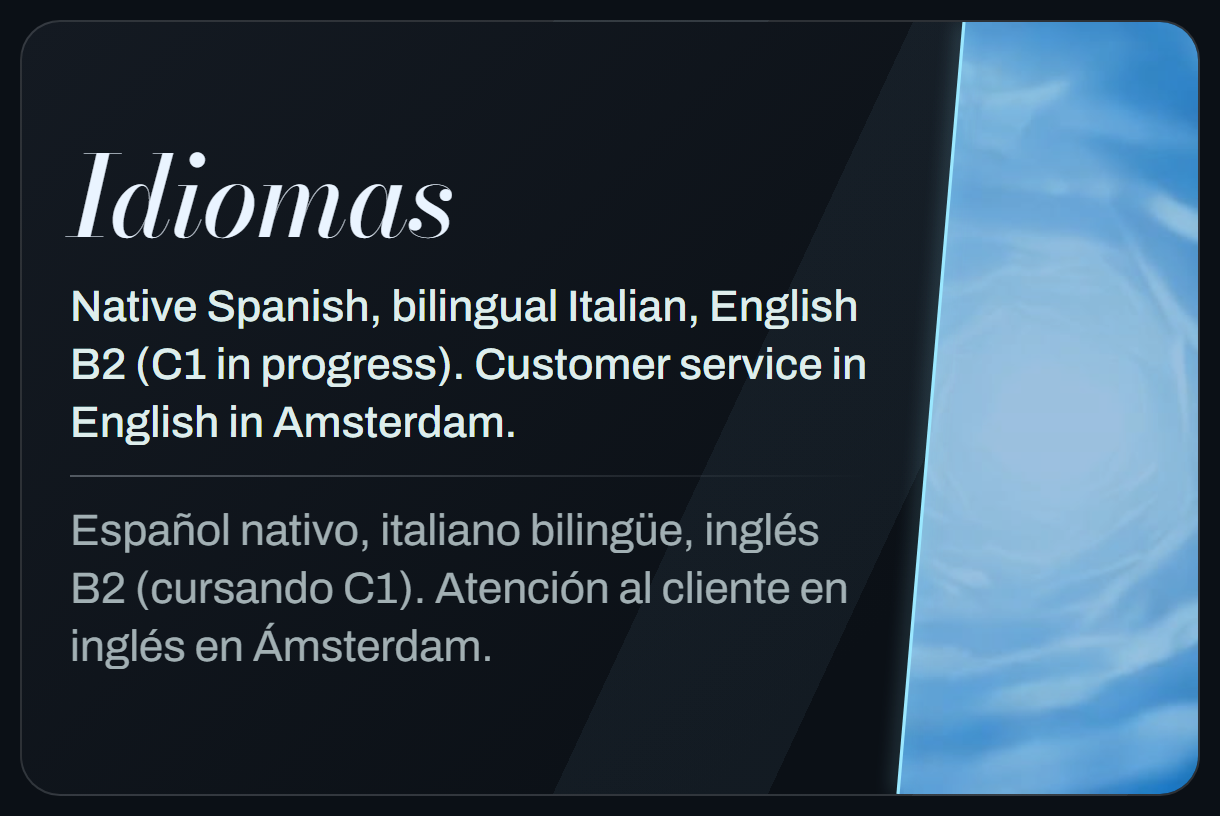 Idiomas
Native Spanish, bilingual Italian, English
B2 (C1 in progress). Customer service in
English in Amsterdam.
Español nativo, italiano bilingüe, inglés
B2 (cursando C1). Atención al cliente en
inglés en Ámsterdam.